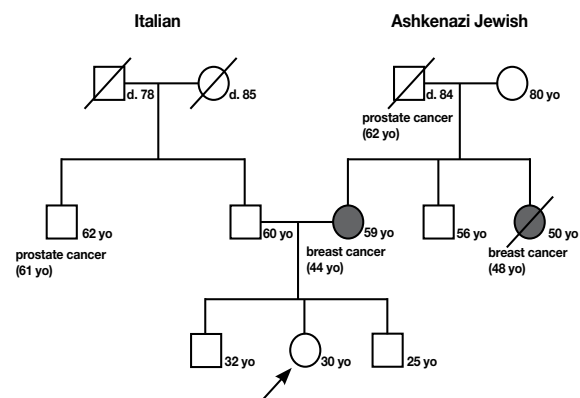 Italian
Ashkenazi Jewish
d. 78
d. 85
d. 84
80 yo
prostate cancer
(62 yo)
62 yo
60 yo
59 yo
56 yo
50 yo
prostate cancer
(61 yo)
breast cancer
(44 yo)
breast cancer
(48 yo)
32 yo
30 yo
25 yo